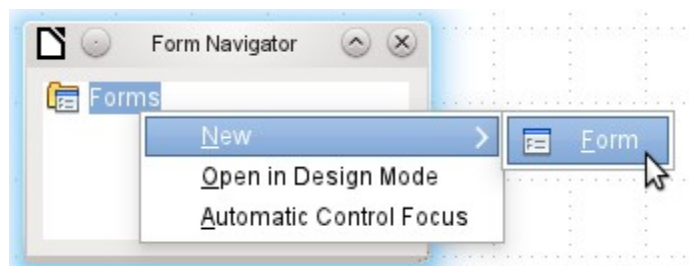 Form Navigator
Forms
New
Form
Open in Design Mode
Automatic Control Focus